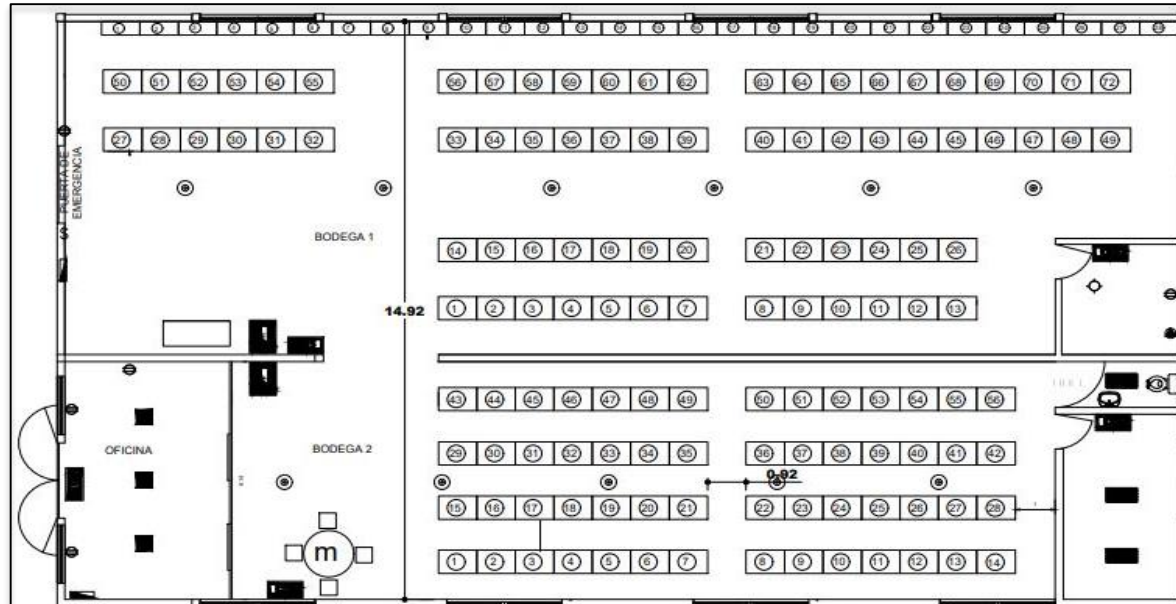 50 51 52 53 54 55 56 57 58 59 60 61 62 63 64 65 66 67 68 69 70 71 72
27 28 29 30 31 32 33 34 35 36 37 38 39 40 41 42 43 44 45 46 47 48 49
PUERTA DE
EMERGENCIA
14 15 16 17 18 19 20 21 22 23 24 25 26
BODEGA 1
1 2 3 4 5 6 7 8 9 10 11 12 13
14.92
43 44 45 46 47 48 49 50 51 52 53 54 55 56
OFICINA
BODEGA 2
29 30 31 32 33 34 35 36 37 38 39 40 41 42
0.92
15 16 17 18 19 20 21 22 23 24 25 26 27 28
m
1 2 3 4 5 6 7 8 9 10 11 12 13 14